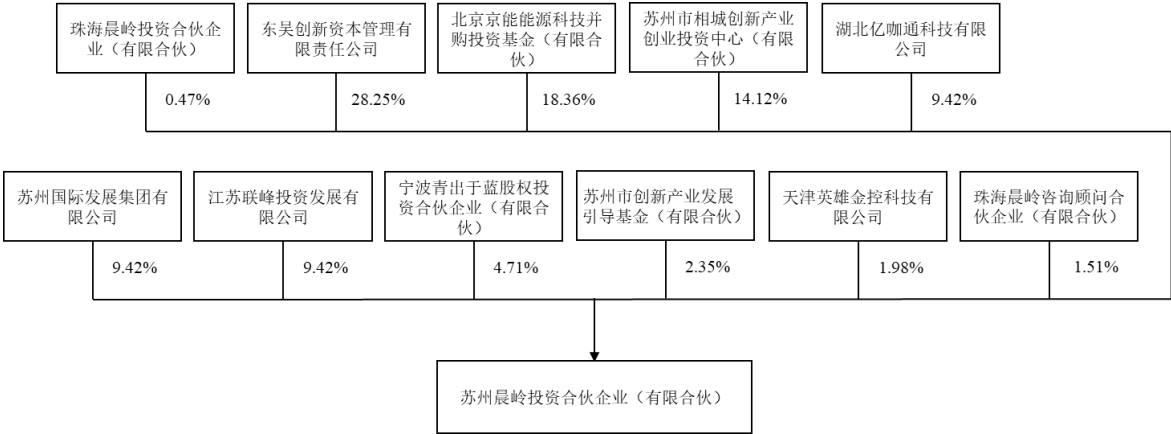 珠海晨岭投资合伙企
业（有限合伙）
东吴创新资本管理有
限责任公司
北京京能能源科技并
购投资基金（有限合
伙）
苏州市相城创新产业
创业投资中心（有限
合伙）
湖北亿咖通科技有限
公司
0.47%
28.25%
18.36%
14.12%
9.42%
苏州国际发展集团有
限公司
江苏联峰投资发展有
限公司
宁波青出于蓝股权投
资合伙企业（有限合
伙）
苏州市创新产业发展
引导基金（有限合伙）
天津英雄金控科技有
限公司
珠海晨岭咨询顾问合
伙企业（有限合伙）
9.42%
9.42%
4.71%
2.35%
1.98%
1.51%
苏州晨岭投资合伙企业（有限合伙）